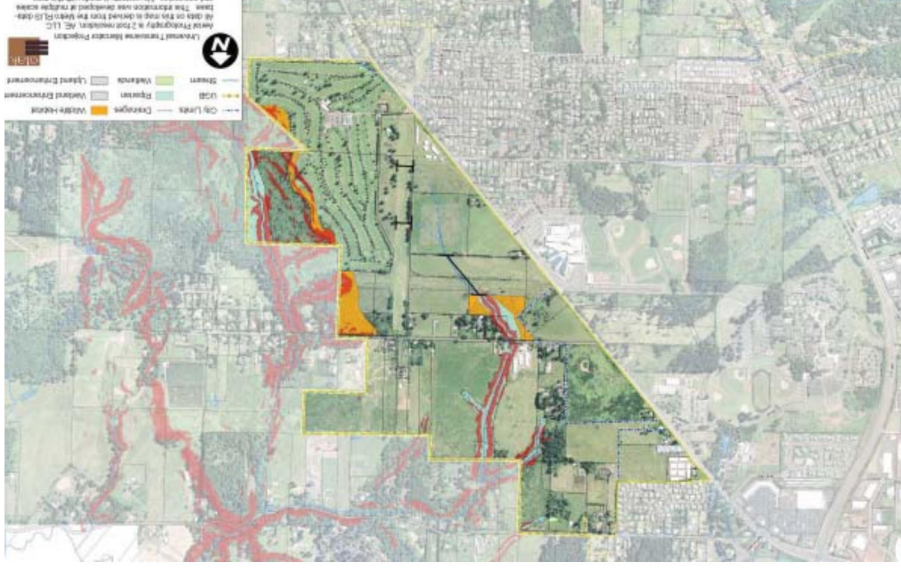 City Limits
Drainages
Wildlife Habitat
UGB
Riparian
Wetland Enhancement
Stream
Wetlands
Upland Enhancement
Universal Transverse Mercator Projection
Aerial Photography is 2 foot resolution, AE, LLC
All data on this map is derived from the Metro RLIS data-
base. This information was developed at multiple scales
N
otak